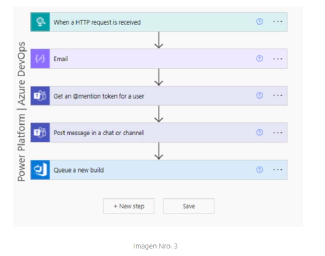 Power Platform | Azure DevOps
When a HTTP request is received
Email
Get an @mention token for a user
Post message in a chat or channel
Queue a new build
+ New step Save
Imagen Nro. 3